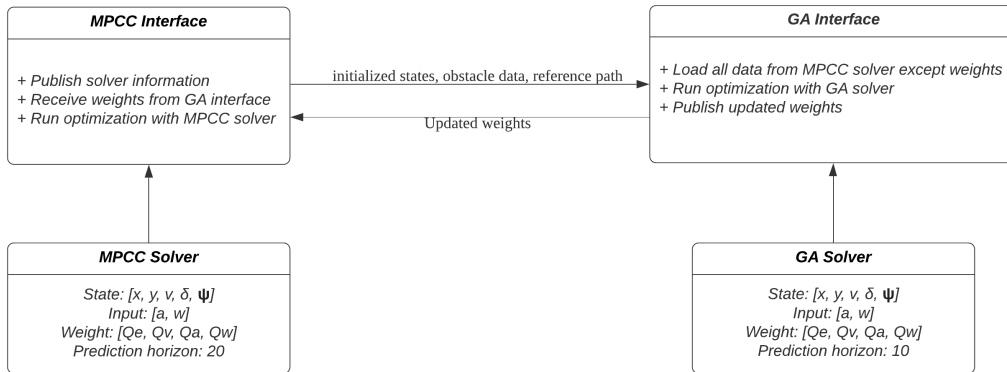 MPCC Interface
+ Publish solver information
+ Receive weights from GA interface
+ Run optimization with MPCC solver
initialized states, obstacle data, reference path
Updated weights
GA Interface
+ Load all data from MPCC solver except weights
+ Run optimization with GA solver
+ Publish updated weights
MPCC Solver
State: [x, y, v, δ, ψ]
Input: [a, w]
Weight: [Qe, Qv, Qa, Qw]
Prediction horizon: 20
GA Solver
State: [x, y, v, δ, ψ]
Input: [a, w]
Weight: [Qe, Qv, Qa, Qw]
Prediction horizon: 10